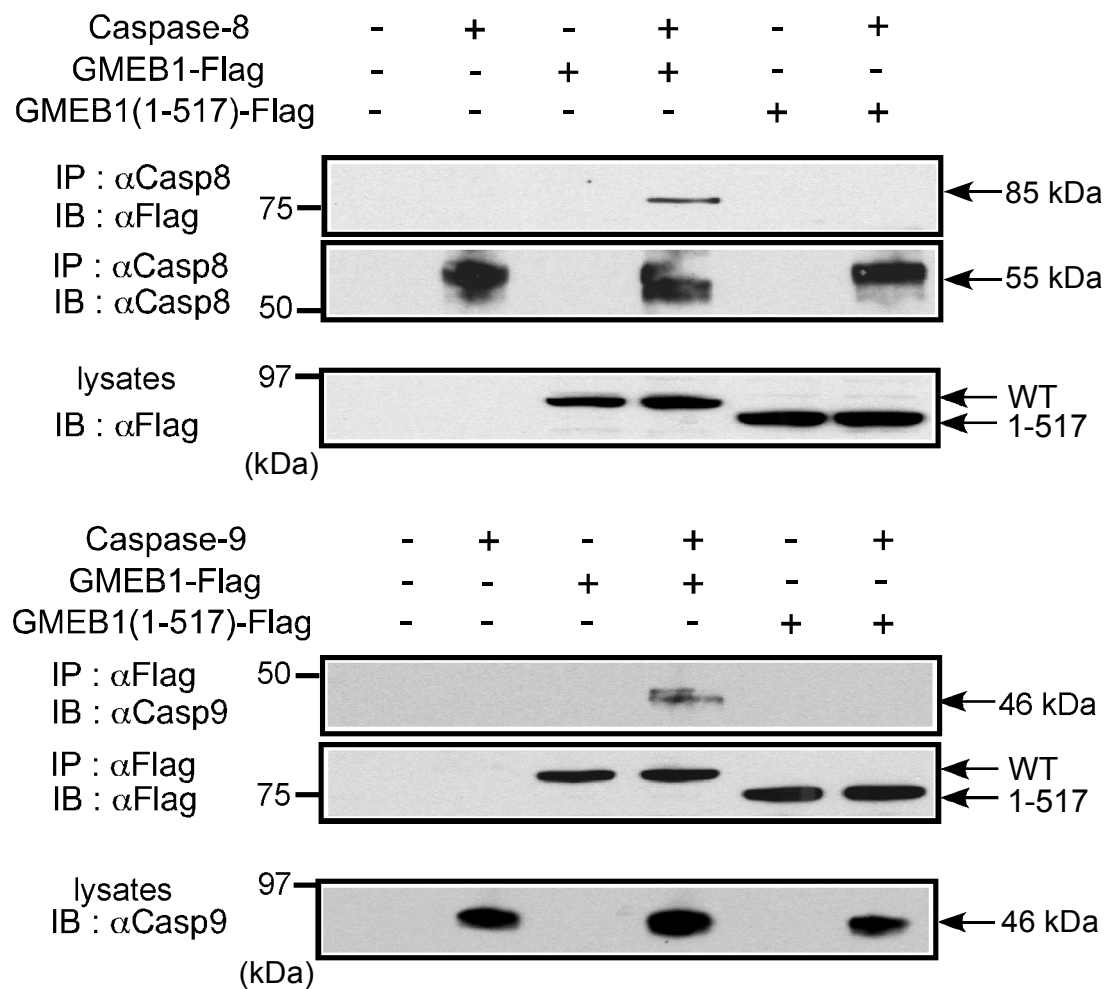 Caspase-8 - + - + - +
GMEB1-Flag - - + + - -
GMEB1(1-517)-Flag - - - - + +
IP : αCasp8
IB : αFlag
75
85 kDa
IP : αCasp8
IB : αCasp8
50
55 kDa
lysates
IB : αFlag
97
WT
1-517
(kDa)
Caspase-9 - + - + - +
GMEB1-Flag - - + + - -
GMEB1(1-517)-Flag - - - - + +
IP : αFlag
IB : αCasp9
50
46 kDa
IP : αFlag
IB : αFlag
75
WT
1-517
lysates
IB : αCasp9
97
46 kDa
(kDa)